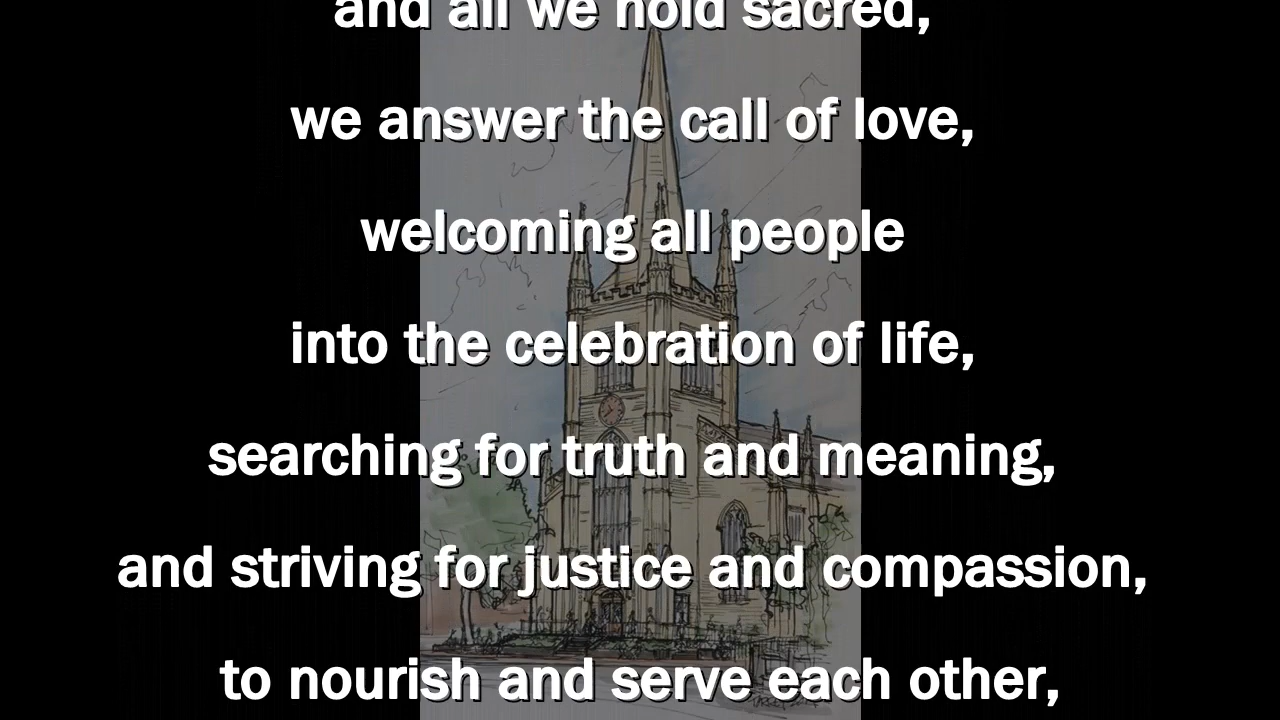 and all we hold sacred,
we answer the call of love,
welcoming all people
into the celebration of life,
searching for truth and meaning,
and striving for justice and compassion,
to nourish and serve each other,